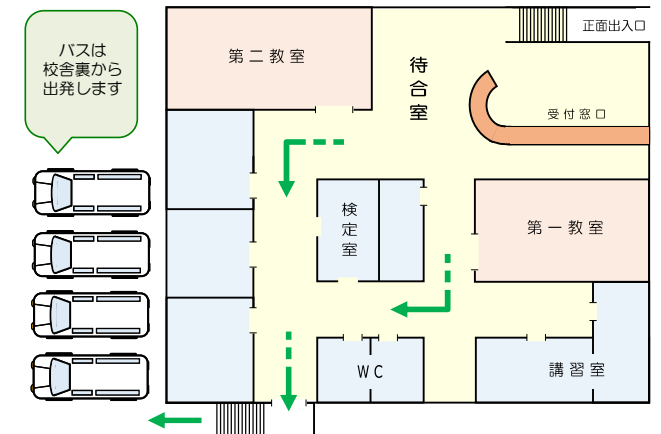 バスは
校舎裏から
出発します
第二教室
待合室
正面出入口
受付窓口
検定室
第一教室
WC
講習室